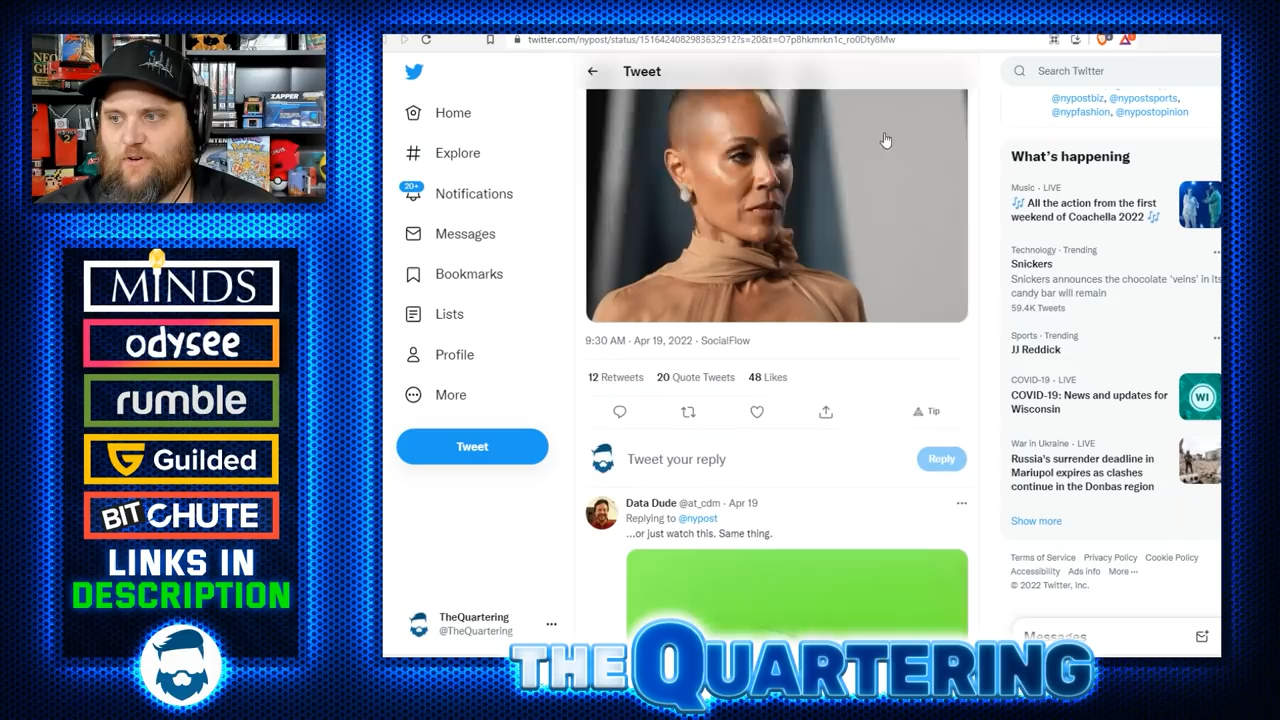 NEO
GEO
ZAPPER
MINDS
odysee
rumble
Guilded
BIT CHUTE
LINKS IN
DESCRIPTION
twitter.com/nypost/status/1516424082983632912?s=20&t=O7p8hkmrkn1c_ro0Dty8Mw
Home
Explore
20+
Notifications
Messages
Bookmarks
Lists
Profile
More
Tweet
TheQuartering
@TheQuartering
Tweet
9:30 AM · Apr 19, 2022 · SocialFlow
12 Retweets 20 Quote Tweets 48 Likes
Tip
Tweet your reply
Reply
Data Dude @at_cdm · Apr 19
Replying to @nypost
...or just watch this. Same thing.
Search Twitter
@nypostbiz, @nypostsports,
@nypfashion, @nypostopinion
What's happening
Music · LIVE
🎶 All the action from the first
weekend of Coachella 2022 🎶
Technology · Trending
Snickers
Snickers announces the chocolate 'veins' in its
candy bar will remain
59.4K Tweets
Sports · Trending
JJ Reddick
COVID-19 · LIVE
COVID-19: News and updates for
Wisconsin
WI
War in Ukraine · LIVE
Russia's surrender deadline in
Mariupol expires as clashes
continue in the Donbas region
Show more
Terms of Service Privacy Policy Cookie Policy
Accessibility Ads info More ···
© 2022 Twitter, Inc.
Messages
THE QUARTERING